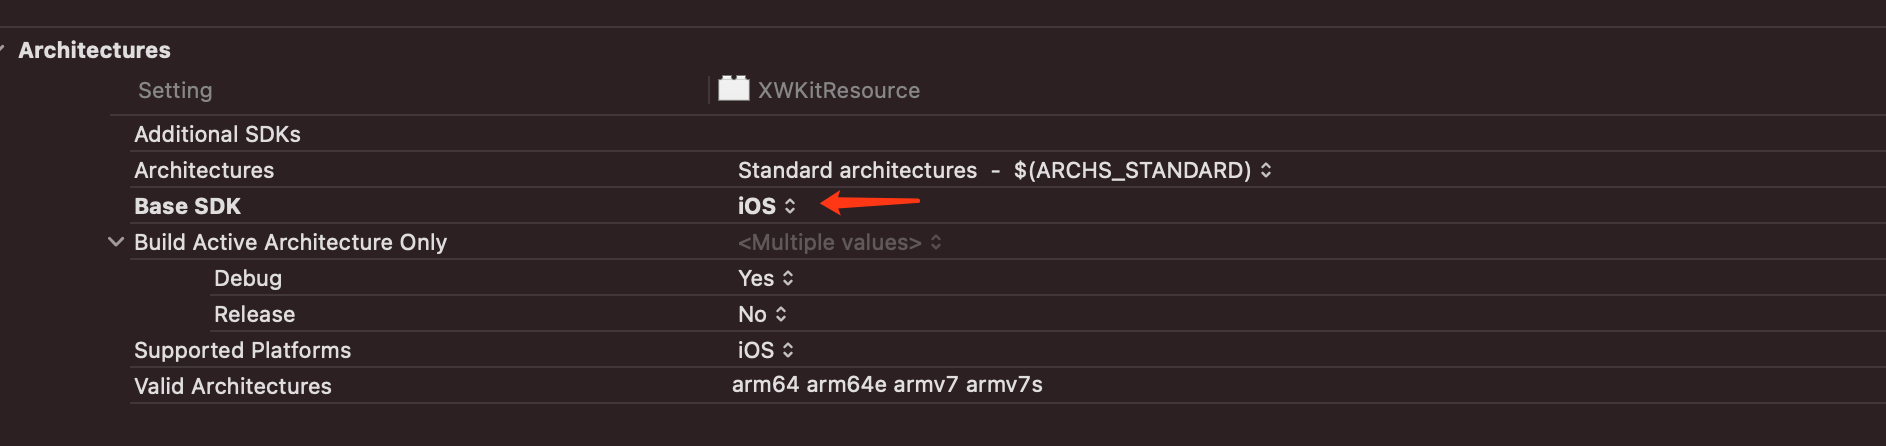 Architectures
Setting XWKitResource
Additional SDKs
Architectures Standard architectures - $(ARCHS_STANDARD)
Base SDK iOS
Build Active Architecture Only <Multiple values>
Debug Yes
Release No
Supported Platforms iOS
Valid Architectures arm64 arm64e armv7 armv7s